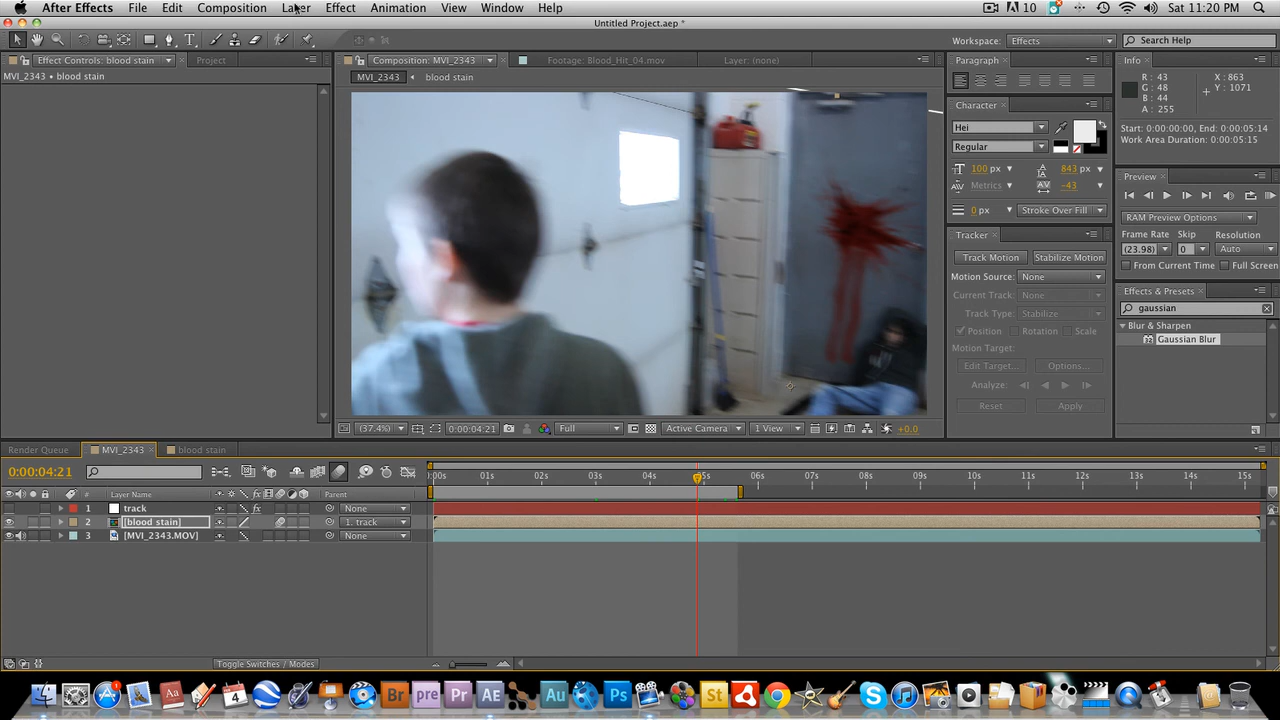 After Effects File Edit Composition Layer Effect Animation View Window Help 10 Sat 11:20 PM
Untitled Project.aep *
Workspace: Effects Search Help
Effect Controls: blood stain Project Composition: MVI_2343 Footage: Blood_Hit_04.mov Layer: (none) Paragraph Info
MVI_2343 • blood stain MVI_2343 blood stain
R: 43 X: 863
G: 48 Y: 1071
B: 44
A: 255
Character
Hei
Regular
Start: 0:00:00:00, End: 0:00:05:14
Work Area Duration: 0:00:05:15
100 px 843 px
Metrics -43
0 px Stroke Over Fill
Preview
RAM Preview Options
Frame Rate Skip Resolution
(23.98) 0 Auto
From Current Time Full Screen
Tracker
Track Motion Stabilize Motion
Motion Source: None
Current Track: None
Track Type: Stabilize
Position Rotation Scale
Motion Target:
Edit Target... Options...
Analyze:
Reset Apply
Effects & Presets
gaussian
Blur & Sharpen
Gaussian Blur
(37.4%) 0:00:04:21 Full Active Camera 1 View +0.0
Render Queue MVI_2343 blood stain
0:00:04:21
:00s 01s 02s 03s 04s 05s 06s 07s 08s 09s 10s 11s 12s 13s 14s 15s
# Layer Name Parent
1 track None
2 [blood stain] 1. track
3 [MVI_2343.MOV] None
Toggle Switches / Modes
4 Br pre Pr AE Au Ps St